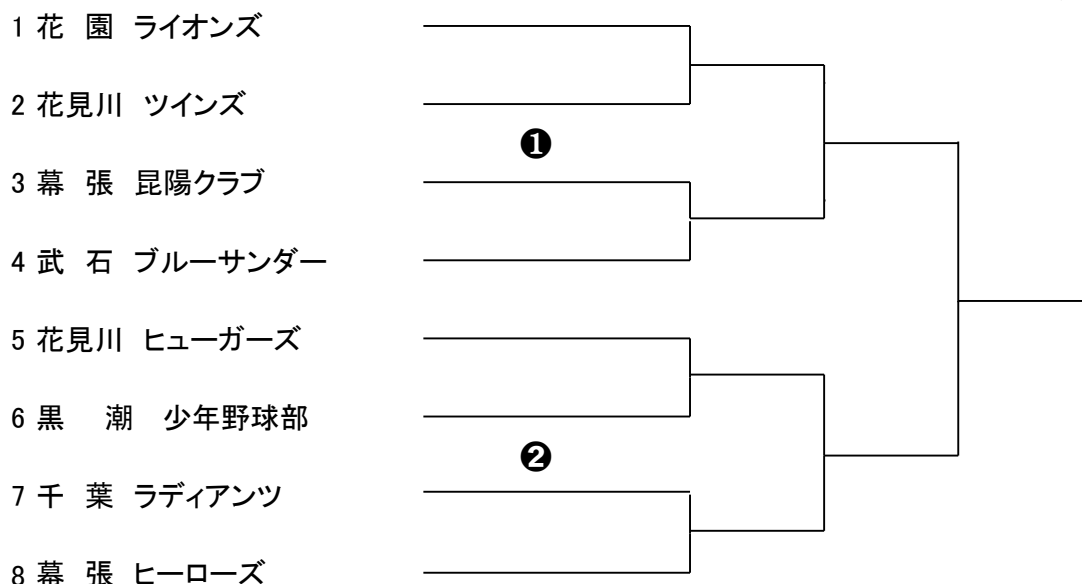 1 花　園　ライオンズ
2 花見川　ツインズ
❶
3 幕　張　昆陽クラブ
4 武　石　ブルーサンダー
5 花見川　ヒューガーズ
6 黒　　潮　少年野球部
❷
7 千　葉　ラディアンツ
8 幕　張　ヒーローズ